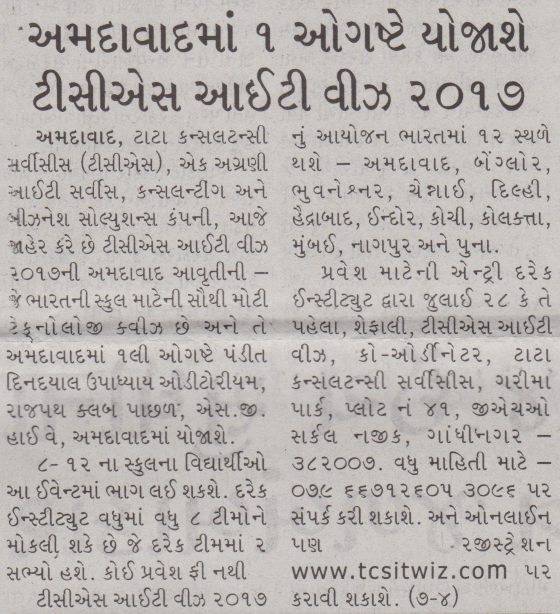 અમદાવાદમાં ૧ ઓગષ્ટે યોજાશે
ટીસીએસ આઈટી વીઝ ૨૦૧૭
અમદાવાદ, ટાટા કન્સલટન્સી
સર્વીસીસ (ટીસીએસ), એક અગ્રણી
આઈટી સર્વીસ, કન્સલન્ટીગ અને
બીઝનેશ સોલ્યુશન્સ કંપની, આજે
જાહેર કરે છે ટીસીએસ આઈટી વીઝ
૨૦૧૭ની અમદાવાદ આવૃતીની –
જે ભારતની સ્કુલ માટેની સૌથી મોટી
ટેકનોલોજી ક્વીઝ છે અને તે
અમદાવાદમાં ૧લી ઓગષ્ટે પંડીત
દિનદયાલ ઉપાધ્યાય ઓડીટોરીયમ,
રાજપથ ક્લબ પાછળ, એસ.જી.
હાઈ વે, અમદાવાદમાં યોજાશે.
૮- ૧૨ ના સ્કુલના વિદ્યાર્થીઓ
આ ઈવેન્ટમાં ભાગ લઈ શકશે. દરેક
ઈન્સ્ટીટ્યુટ વધુમાં વધુ ૮ ટીમોને
મોકલી શકે છે જે દરેક ટીમમાં ૨
સભ્યો હશે. કોઈ પ્રવેશ ફી નથી
ટીસીએસ આઈટી વીઝ ૨૦૧૭
નું આયોજન ભારતમાં ૧૨ સ્થળે
થશે – અમદાવાદ, બેંગ્લોર,
ભુવનેશ્નર, ચેન્નાઈ, દિલ્હી,
હૈદ્રાબાદ, ઈન્દોર, કોચી, કોલક્તા,
મુંબઈ, નાગપુર અને પુના.
પ્રવેશ માટેની એન્ટ્રી દરેક
ઈન્સ્ટીટ્યુટ દ્વારા જુલાઈ ૨૮ કે તે
પહેલા, શેફાલી, ટીસીએસ આઈટી
વીઝ, કો-ઓર્ડીનેટર, ટાટા
કન્સલટન્સી સર્વીસીસ, ગરીમા
પાર્ક, પ્લોટ નં ૪૧, જીએચઓ
સર્કલ નજીક, ગાંધીનગર –
૩૮૨૦૦૭. વધુ માહિતી માટે –
૦૭૯ ૬૬૭૧૨૬૦૫ ૩૦૯૬ પર
સંપર્ક કરી શકાશે. અને ઓનલાઈન
પણ રજીસ્ટ્રેશન
www.tcsitwiz.com પર
કરાવી શકાશે. (૭-૪)